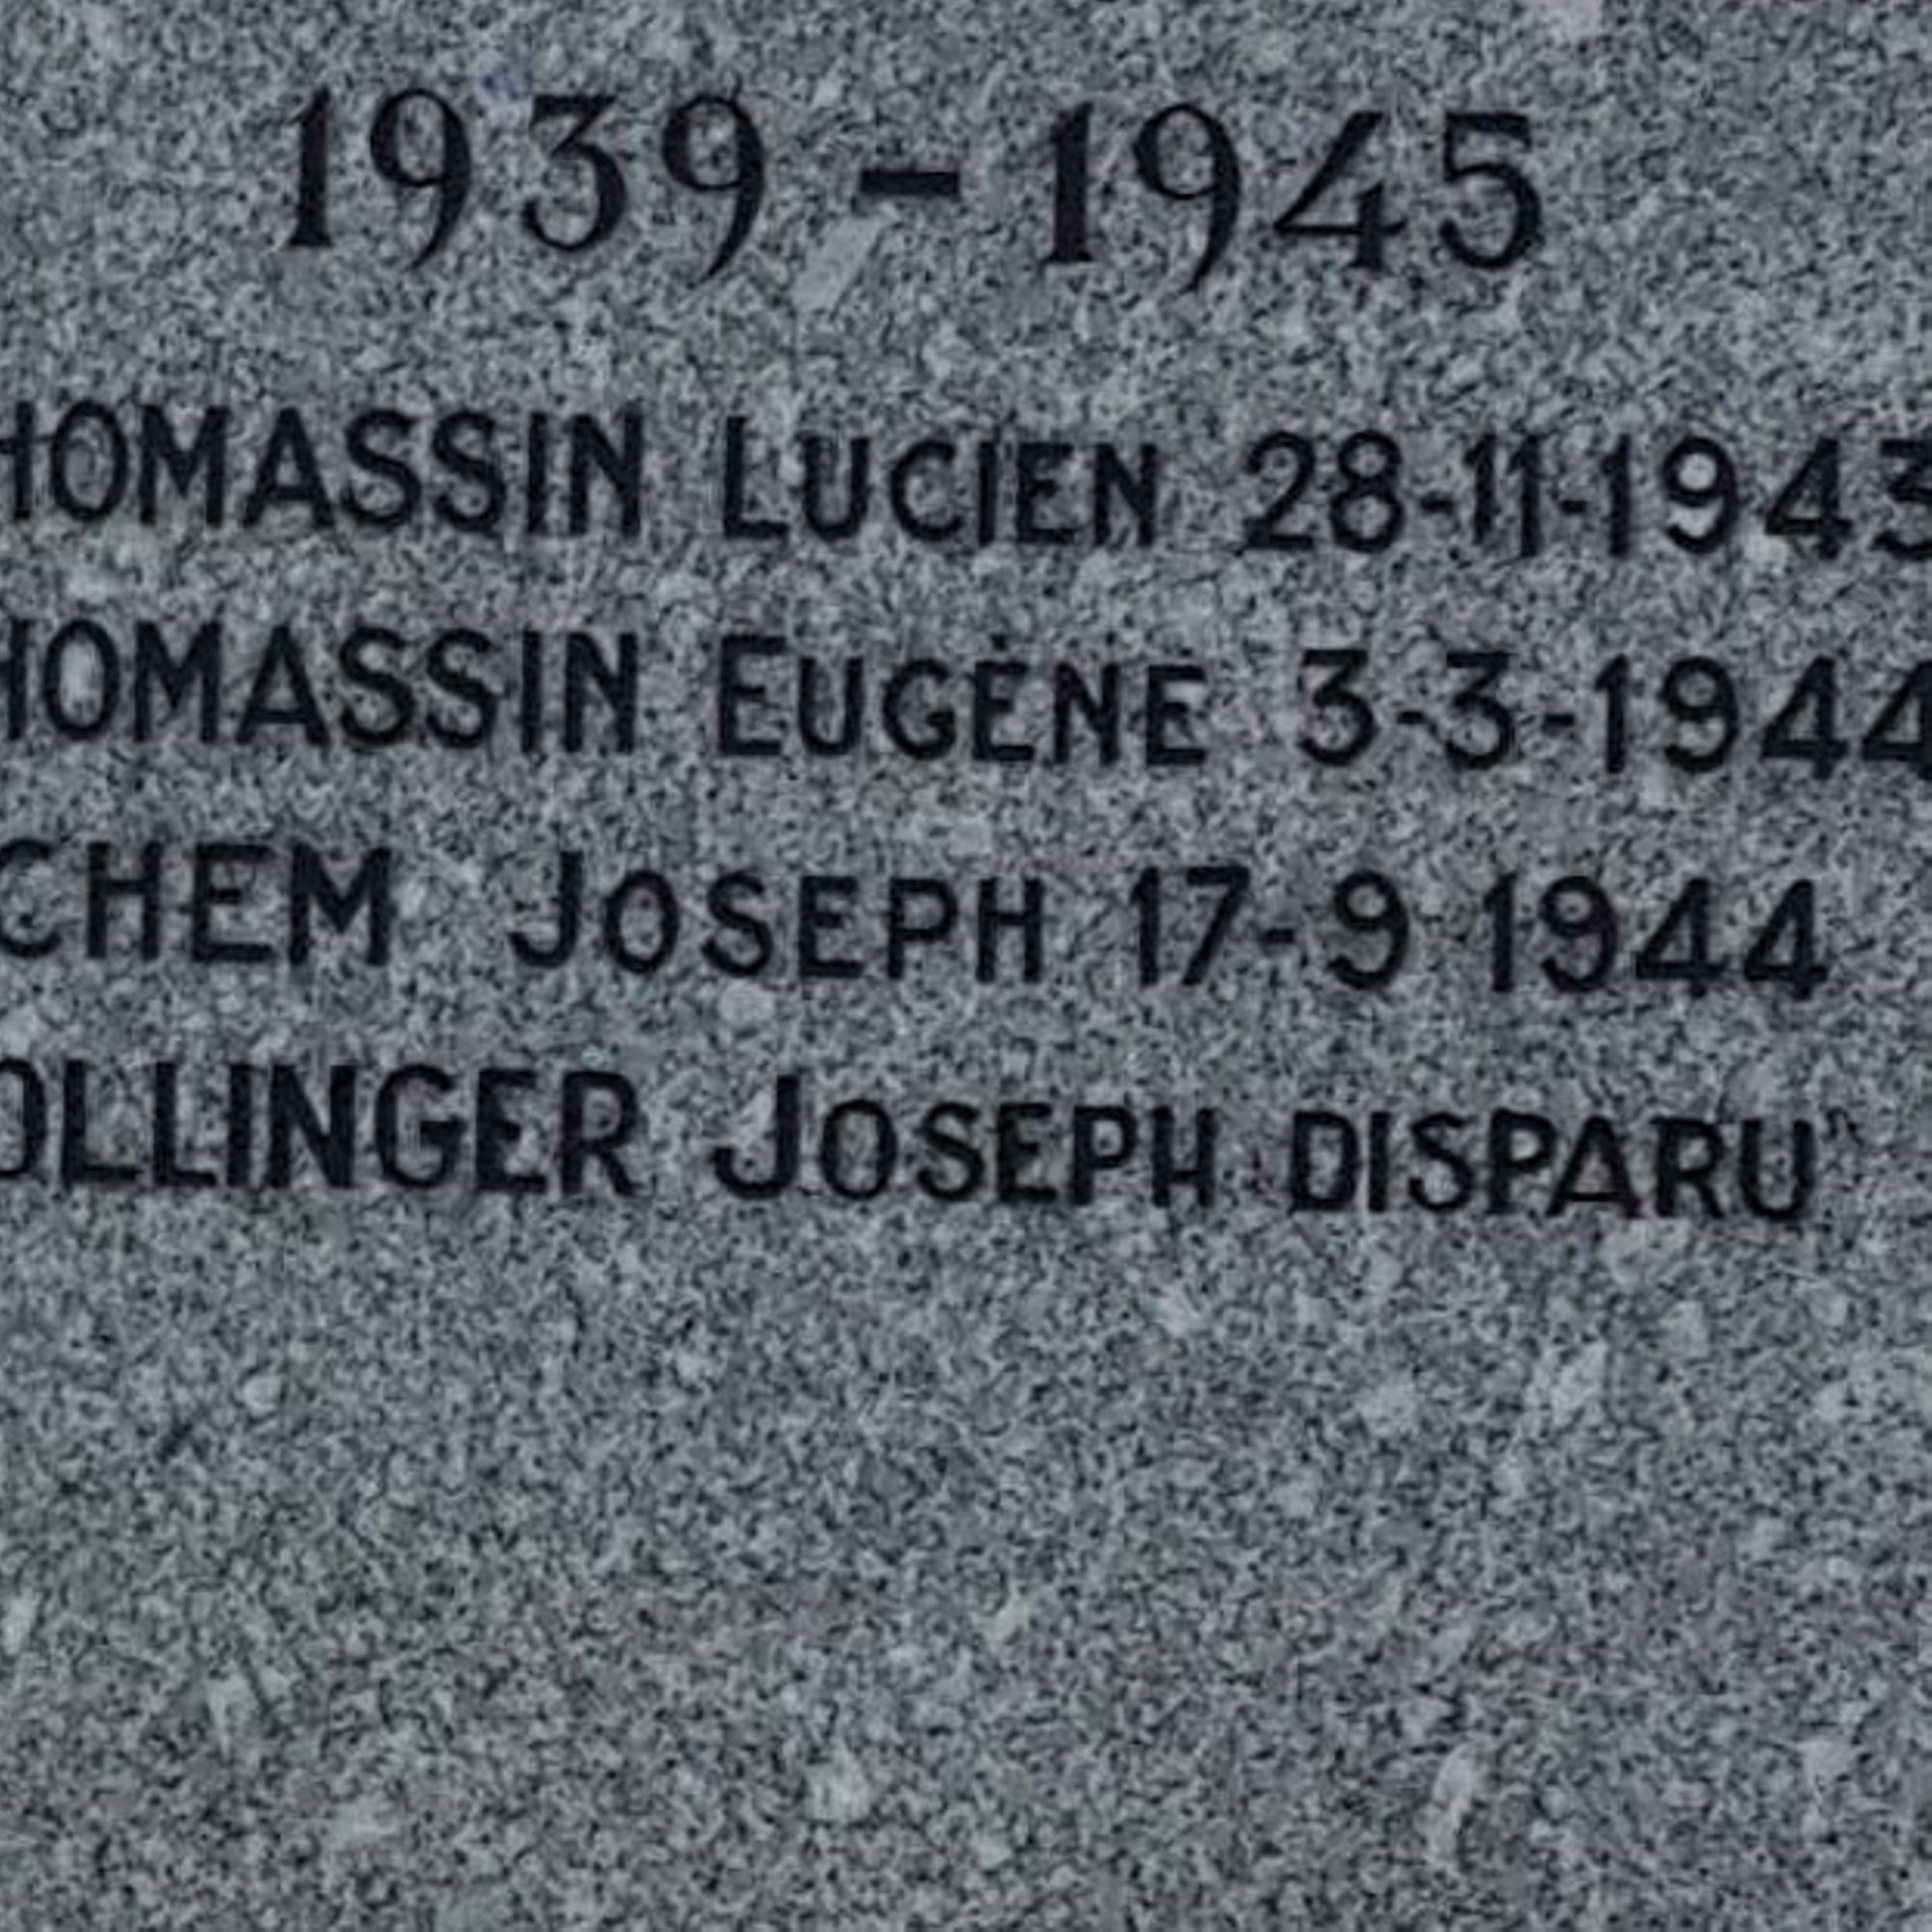 1939 - 1945
HOMASSIN LUCIEN 28-11-1943
HOMASSIN EUGÈNE 3-3-1944
CHEM JOSEPH 17-9 1944
OLLINGER JOSEPH DISPARU